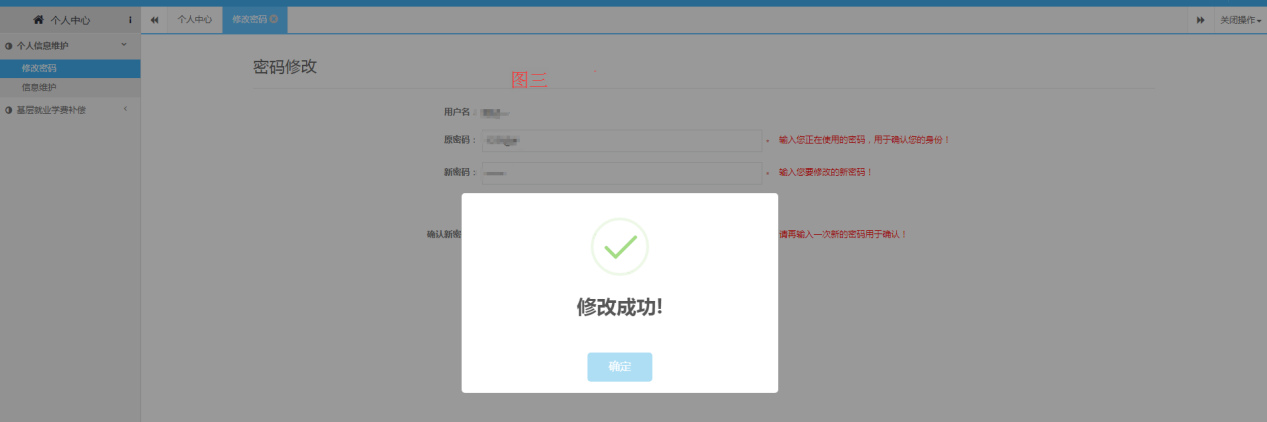 个人中心
个人中心
修改密码
关闭操作
个人信息维护
修改密码
信息维护
基层就业学费补偿
密码修改
图三
用户名：
原密码：
* 输入您正在使用的密码，用于确认您的身份！
新密码：
* 输入您要修改的新密码！
确认新密
请再输入一次新的密码用于确认！
修改成功!
确定